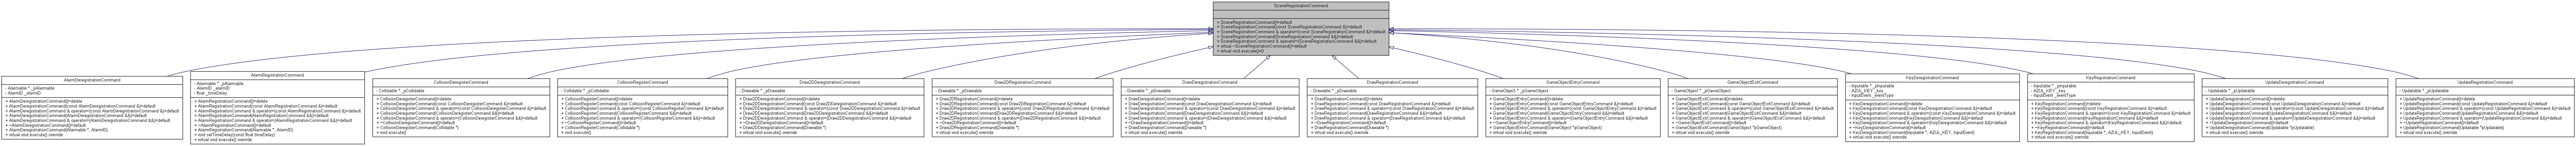 SceneRegistrationCommand
+ SceneRegistrationCommand()=default
+ SceneRegistrationCommand(const SceneRegistrationCommand &)=default
+ SceneRegistrationCommand & operator=(const SceneRegistrationCommand &)=default
+ SceneRegistrationCommand(SceneRegistrationCommand &&)=default
+ SceneRegistrationCommand & operator=(SceneRegistrationCommand &&)=default
+ virtual ~SceneRegistrationCommand()=default
+ virtual void execute()=0
AlarmDeregistrationCommand
- Alarmable * _pAlarmable
- AlarmID _alarmID
+ AlarmDeregistrationCommand()=delete
+ AlarmDeregistrationCommand(const AlarmDeregistrationCommand &)=default
+ AlarmDeregistrationCommand & operator=(const AlarmDeregistrationCommand &)=default
+ AlarmDeregistrationCommand(AlarmDeregistrationCommand &&)=default
+ AlarmDeregistrationCommand & operator=(AlarmDeregistrationCommand &&)=default
+ ~AlarmDeregistrationCommand()=default
+ AlarmDeregistrationCommand(Alarmable *, AlarmID)
+ virtual void execute() override
AlarmRegistrationCommand
- Alarmable * _pAlarmable
- AlarmID _alarmID
- float _timeDelay
+ AlarmRegistrationCommand()=delete
+ AlarmRegistrationCommand(const AlarmRegistrationCommand &)=default
+ AlarmRegistrationCommand & operator=(const AlarmRegistrationCommand &)=default
+ AlarmRegistrationCommand(AlarmRegistrationCommand &&)=default
+ AlarmRegistrationCommand & operator=(AlarmRegistrationCommand &&)=default
+ ~AlarmRegistrationCommand()=default
+ AlarmRegistrationCommand(Alarmable *, AlarmID)
+ void setTimeDelay(const float timeDelay)
+ virtual void execute() override
CollisionDeregisterCommand
- Collidable * _pCollidable
+ CollisionDeregisterCommand()=delete
+ CollisionDeregisterCommand(const CollisionDeregisterCommand &)=default
+ CollisionDeregisterCommand & operator=(const CollisionDeregisterCommand &)=default
+ CollisionDeregisterCommand(CollisionDeregisterCommand &&)=default
+ CollisionDeregisterCommand & operator=(CollisionDeregisterCommand &&)=default
+ ~CollisionDeregisterCommand()=default
+ CollisionDeregisterCommand(Collidable *)
+ void execute()
CollisionRegisterCommand
- Collidable * _pCollidable
+ CollisionRegisterCommand()=delete
+ CollisionRegisterCommand(const CollisionRegisterCommand &)=default
+ CollisionRegisterCommand & operator=(const CollisionRegisterCommand &)=default
+ CollisionRegisterCommand(CollisionRegisterCommand &&)=default
+ CollisionRegisterCommand & operator=(CollisionRegisterCommand &&)=default
+ ~CollisionRegisterCommand()=default
+ CollisionRegisterCommand(Collidable *)
+ void execute()
Draw2DDeregistrationCommand
- Drawable * _pDrawable
+ Draw2DDeregistrationCommand()=delete
+ Draw2DDeregistrationCommand(const Draw2DDeregistrationCommand &)=default
+ Draw2DDeregistrationCommand & operator=(const Draw2DDeregistrationCommand &)=default
+ Draw2DDeregistrationCommand(Draw2DDeregistrationCommand &&)=default
+ Draw2DDeregistrationCommand & operator=(Draw2DDeregistrationCommand &&)=default
+ ~Draw2DDeregistrationCommand()=default
+ Draw2DDeregistrationCommand(Drawable *)
+ virtual void execute() override
Draw2DRegistrationCommand
- Drawable * _pDrawable
+ Draw2DRegistrationCommand()=delete
+ Draw2DRegistrationCommand(const Draw2DRegistrationCommand &)=default
+ Draw2DRegistrationCommand & operator=(const Draw2DRegistrationCommand &)=default
+ Draw2DRegistrationCommand(Draw2DRegistrationCommand &&)=default
+ Draw2DRegistrationCommand & operator=(Draw2DRegistrationCommand &&)=default
+ ~Draw2DRegistrationCommand()=default
+ Draw2DRegistrationCommand(Drawable *)
+ virtual void execute() override
DrawDeregistrationCommand
- Drawable * _pDrawable
+ DrawDeregistrationCommand()=delete
+ DrawDeregistrationCommand(const DrawDeregistrationCommand &)=default
+ DrawDeregistrationCommand & operator=(const DrawDeregistrationCommand &)=default
+ DrawDeregistrationCommand(DrawDeregistrationCommand &&)=default
+ DrawDeregistrationCommand & operator=(DrawDeregistrationCommand &&)=default
+ ~DrawDeregistrationCommand()=default
+ DrawDeregistrationCommand(Drawable *)
+ virtual void execute() override
DrawRegistrationCommand
- Drawable * _pDrawable
+ DrawRegistrationCommand()=delete
+ DrawRegistrationCommand(const DrawRegistrationCommand &)=default
+ DrawRegistrationCommand & operator=(const DrawRegistrationCommand &)=default
+ DrawRegistrationCommand(DrawRegistrationCommand &&)=default
+ DrawRegistrationCommand & operator=(DrawRegistrationCommand &&)=default
+ ~DrawRegistrationCommand()=default
+ DrawRegistrationCommand(Drawable *)
+ virtual void execute() override
GameObjectEntryCommand
- GameObject * _pGameObject
+ GameObjectEntryCommand()=delete
+ GameObjectEntryCommand(const GameObjectEntryCommand &)=default
+ GameObjectEntryCommand & operator=(const GameObjectEntryCommand &)=default
+ GameObjectEntryCommand(GameObjectEntryCommand &&)=default
+ GameObjectEntryCommand & operator=(GameObjectEntryCommand &&)=default
+ ~GameObjectEntryCommand()=default
+ GameObjectEntryCommand(GameObject *pGameObject)
+ virtual void execute() override
GameObjectExitCommand
- GameObject * _pGameObject
+ GameObjectExitCommand()=delete
+ GameObjectExitCommand(const GameObjectExitCommand &)=default
+ GameObjectExitCommand & operator=(const GameObjectExitCommand &)=default
+ GameObjectExitCommand(GameObjectExitCommand &&)=default
+ GameObjectExitCommand & operator=(GameObjectExitCommand &&)=default
+ ~GameObjectExitCommand()=default
+ GameObjectExitCommand(GameObject *pGameObject)
+ virtual void execute() override
KeyDeregistrationCommand
- Inputable * _pInputable
- AZUL_KEY _key
- InputEvent _eventType
+ KeyDeregistrationCommand()=delete
+ KeyDeregistrationCommand(const KeyDeregistrationCommand &)=default
+ KeyDeregistrationCommand & operator=(const KeyDeregistrationCommand &)=default
+ KeyDeregistrationCommand(KeyDeregistrationCommand &&)=default
+ KeyDeregistrationCommand & operator=(KeyDeregistrationCommand &&)=default
+ ~KeyDeregistrationCommand()=default
+ KeyDeregistrationCommand(Inputable *, AZUL_KEY, InputEvent)
+ virtual void execute() override
KeyRegistrationCommand
- Inputable * _pInputable
- AZUL_KEY _key
- InputEvent _eventType
+ KeyRegistrationCommand()=delete
+ KeyRegistrationCommand(const KeyRegistrationCommand &)=default
+ KeyRegistrationCommand & operator=(const KeyRegistrationCommand &)=default
+ KeyRegistrationCommand(KeyRegistrationCommand &&)=default
+ KeyRegistrationCommand & operator=(KeyRegistrationCommand &&)=default
+ ~KeyRegistrationCommand()=default
+ KeyRegistrationCommand(Inputable *, AZUL_KEY, InputEvent)
+ virtual void execute() override
UpdateDeregistrationCommand
- Updatable * _pUpdatable
+ UpdateDeregistrationCommand()=delete
+ UpdateDeregistrationCommand(const UpdateDeregistrationCommand &)=default
+ UpdateDeregistrationCommand & operator=(const UpdateDeregistrationCommand &)=default
+ UpdateDeregistrationCommand(UpdateDeregistrationCommand &&)=default
+ UpdateDeregistrationCommand & operator=(UpdateDeregistrationCommand &&)=default
+ ~UpdateDeregistrationCommand()=default
+ UpdateDeregistrationCommand(Updatable *pUpdatable)
+ virtual void execute() override
UpdateRegistrationCommand
- Updatable * _pUpdatable
+ UpdateRegistrationCommand()=delete
+ UpdateRegistrationCommand(const UpdateRegistrationCommand &)=default
+ UpdateRegistrationCommand & operator=(const UpdateRegistrationCommand &)=default
+ UpdateRegistrationCommand(UpdateRegistrationCommand &&)=default
+ UpdateRegistrationCommand & operator=(UpdateRegistrationCommand &&)=default
+ ~UpdateRegistrationCommand()=default
+ UpdateRegistrationCommand(Updatable *pUpdatable)
+ virtual void execute() override